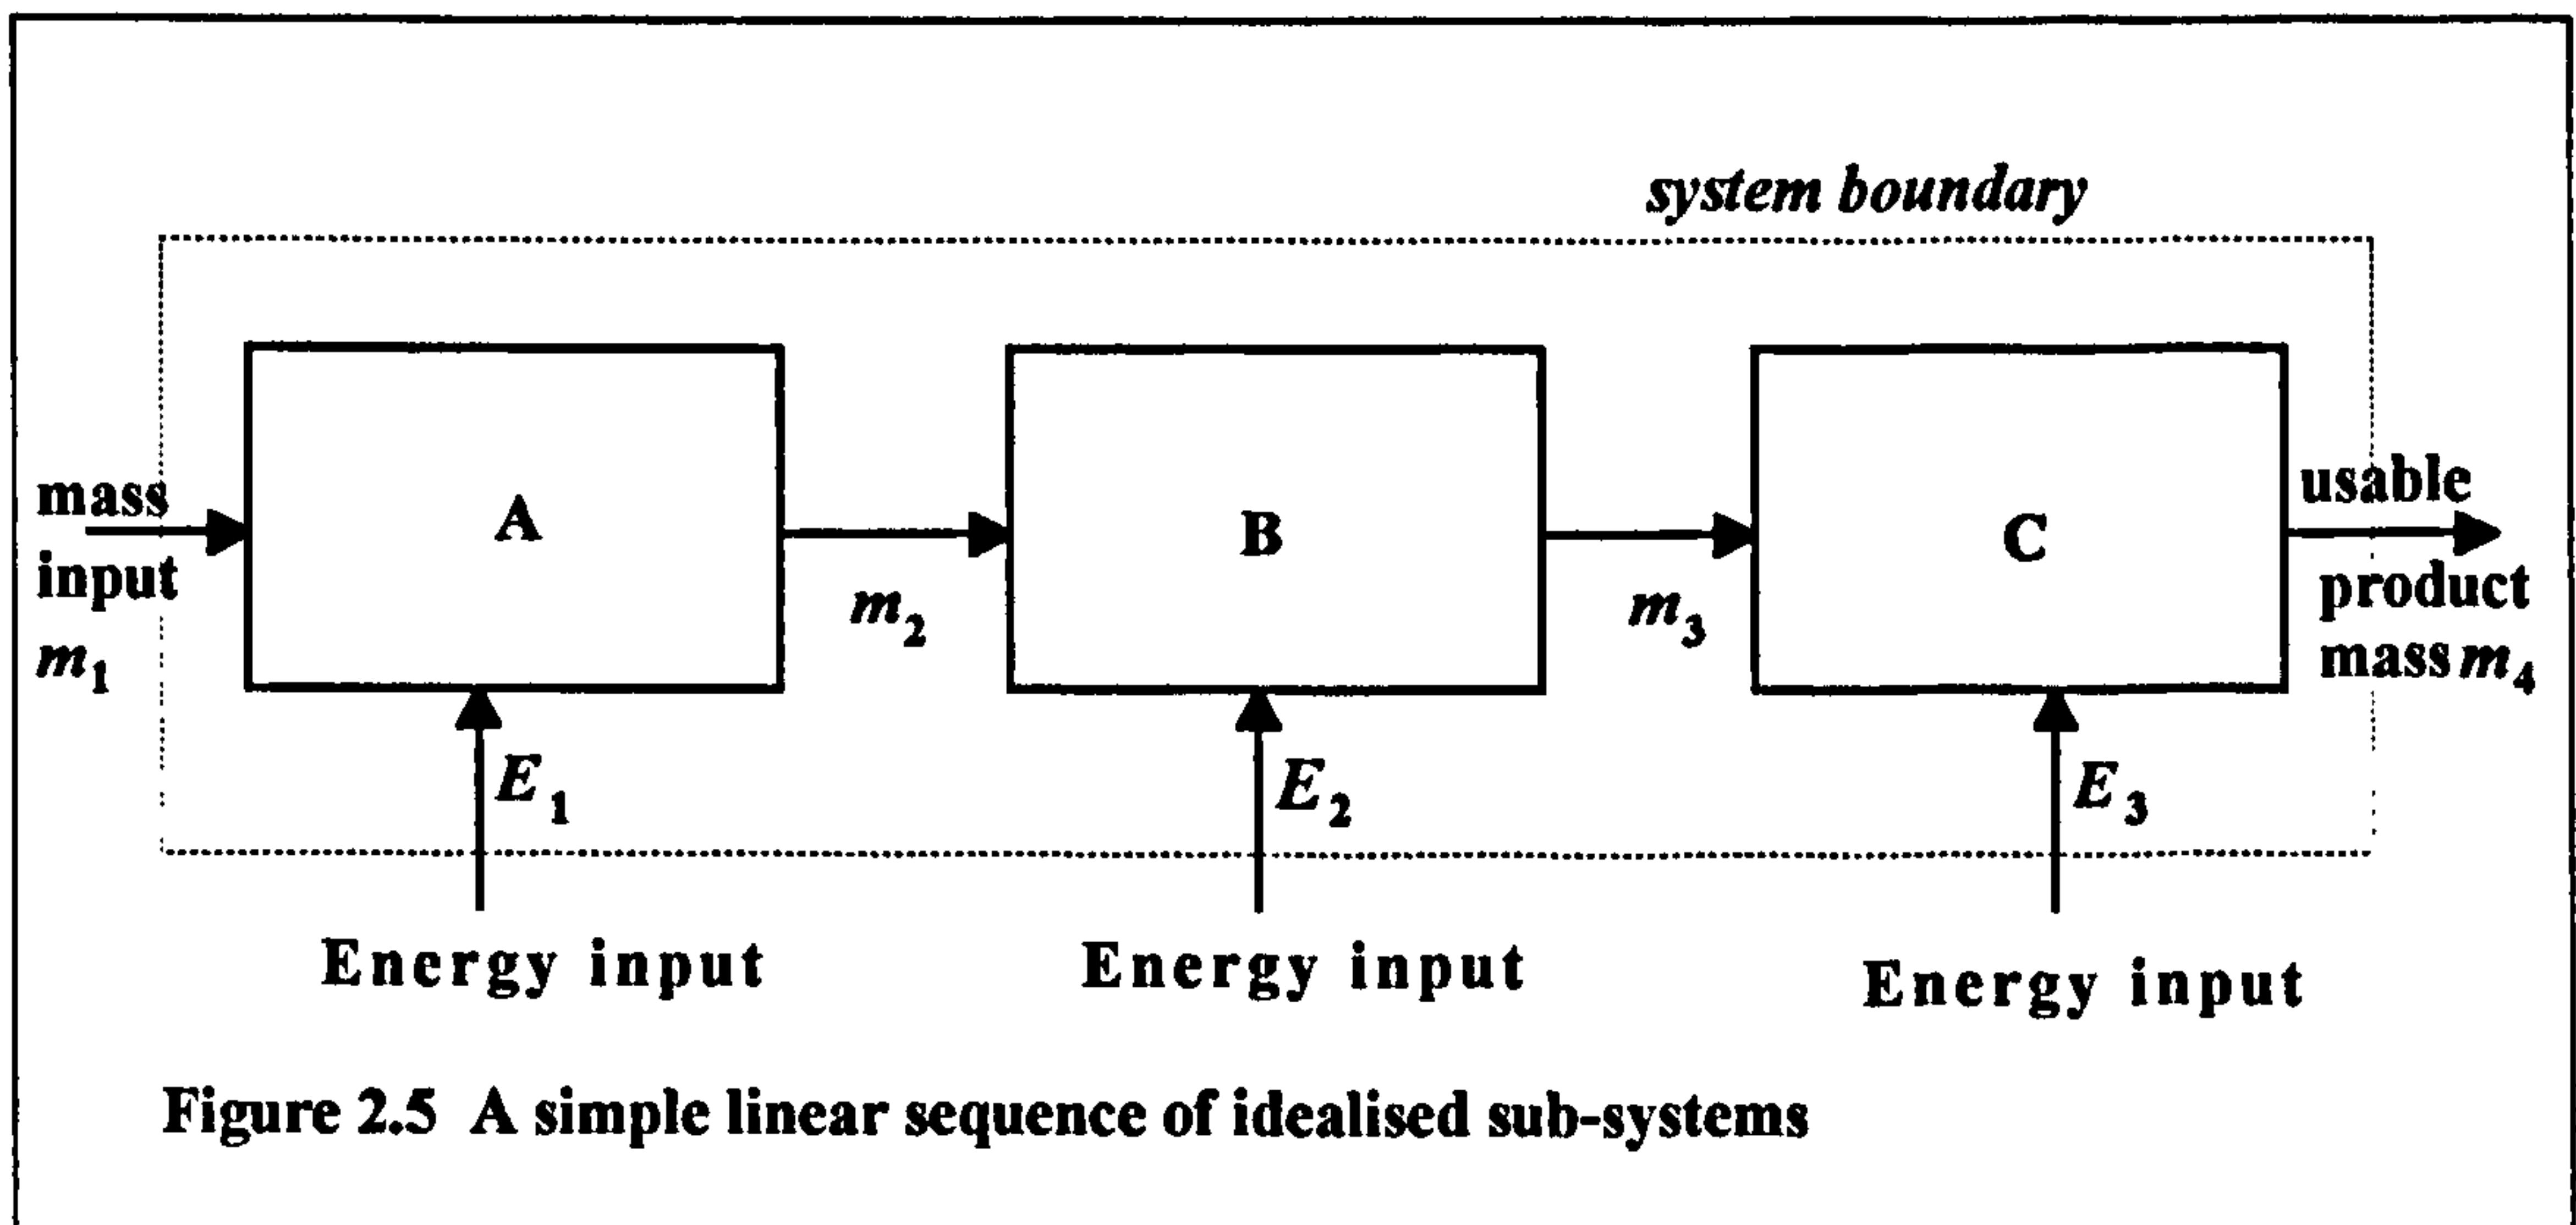 system boundary
mass
input
m₁
A
m₂
B
m₃
C
usable
product
mass m₄
E₁
E₂
E₃
Energy input
Energy input
Energy input
Figure 2.5 A simple linear sequence of idealised sub-systems